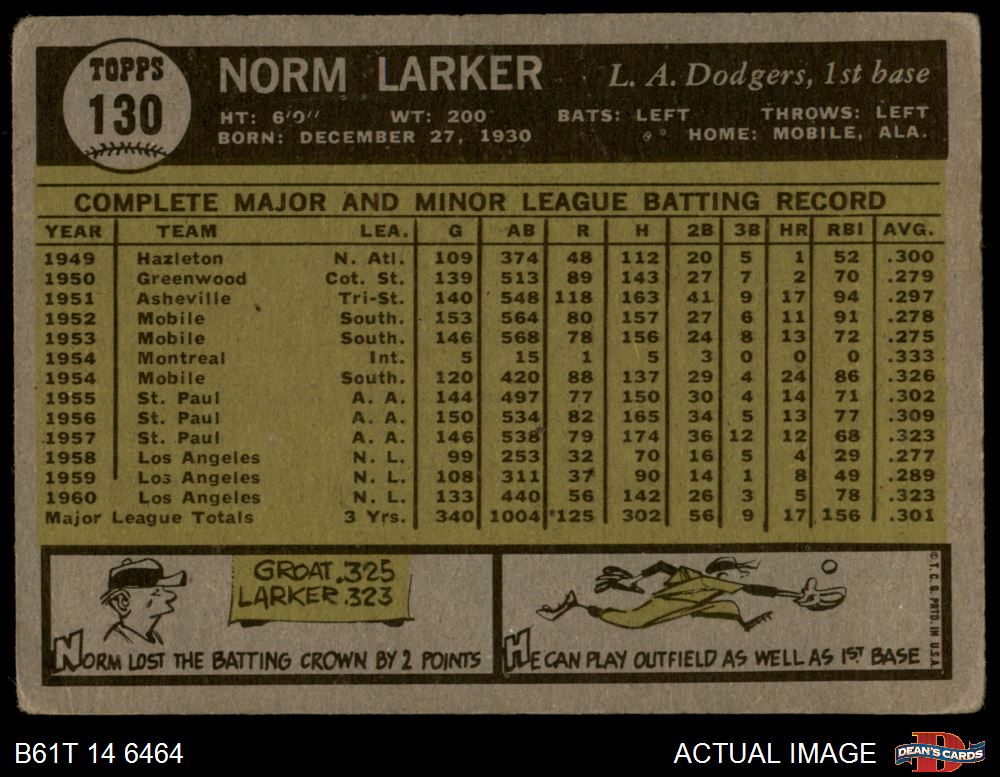 TOPPS
130
NORM LARKER
L. A. Dodgers, 1st base
HT: 6'0" WT: 200 BATS: LEFT THROWS: LEFT
BORN: DECEMBER 27, 1930 HOME: MOBILE, ALA.
COMPLETE MAJOR AND MINOR LEAGUE BATTING RECORD
YEAR TEAM LEA. G AB R H 2B 3B HR RBI AVG.
1949 Hazleton N. Atl. 109 374 48 112 20 5 1 52 .300
1950 Greenwood Cot. St. 139 513 89 143 27 7 2 70 .279
1951 Asheville Tri-St. 140 548 118 163 41 9 17 94 .297
1952 Mobile South. 153 564 80 157 27 6 11 91 .278
1953 Mobile South. 146 568 78 156 24 8 13 72 .275
1954 Montreal Int. 5 15 1 5 3 0 0 0 .333
1954 Mobile South. 120 420 88 137 29 4 24 86 .326
1955 St. Paul A. A. 144 497 77 150 30 4 14 71 .302
1956 St. Paul A. A. 150 534 82 165 34 5 13 77 .309
1957 St. Paul A. A. 146 538 79 174 36 12 12 68 .323
1958 Los Angeles N. L. 99 253 32 70 16 5 4 29 .277
1959 Los Angeles N. L. 108 311 37 90 14 1 8 49 .289
1960 Los Angeles N. L. 133 440 56 142 26 3 5 78 .323
Major League Totals 3 Yrs. 340 1004 125 302 56 9 17 156 .301
GROAT .325
LARKER .323
NORM LOST THE BATTING CROWN BY 2 POINTS
HE CAN PLAY OUTFIELD AS WELL AS 1ST BASE
© T. C. G. PRTD. IN U.S.A.
B61T 14 6464
ACTUAL IMAGE
DEAN'S CARDS